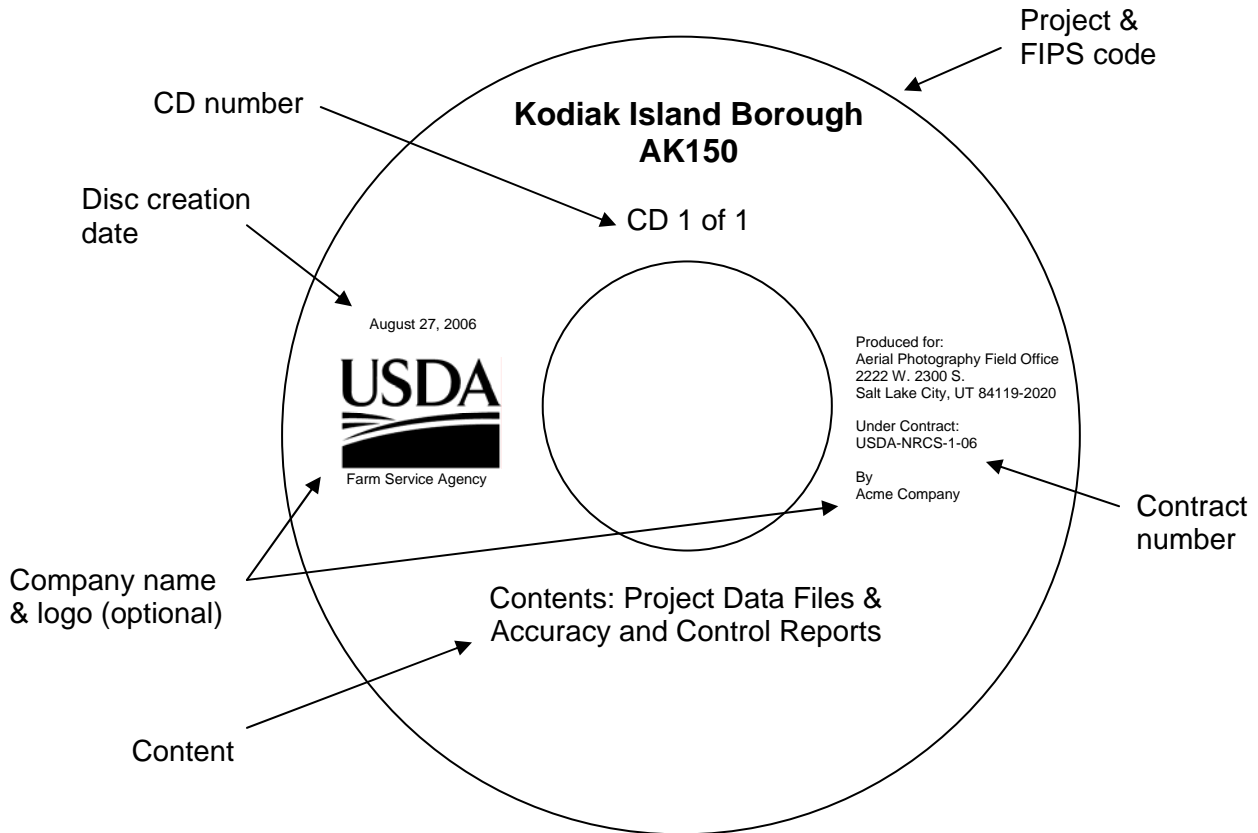 Project &
FIPS code
CD number
Kodiak Island Borough
AK150
Disc creation
date
CD 1 of 1
August 27, 2006
USDA
Farm Service Agency
Produced for:
Aerial Photography Field Office
2222 W. 2300 S.
Salt Lake City, UT 84119-2020
Under Contract:
USDA-NRCS-1-06
By
Acme Company
Contract
number
Company name
& logo (optional)
Contents: Project Data Files &
Accuracy and Control Reports
Content